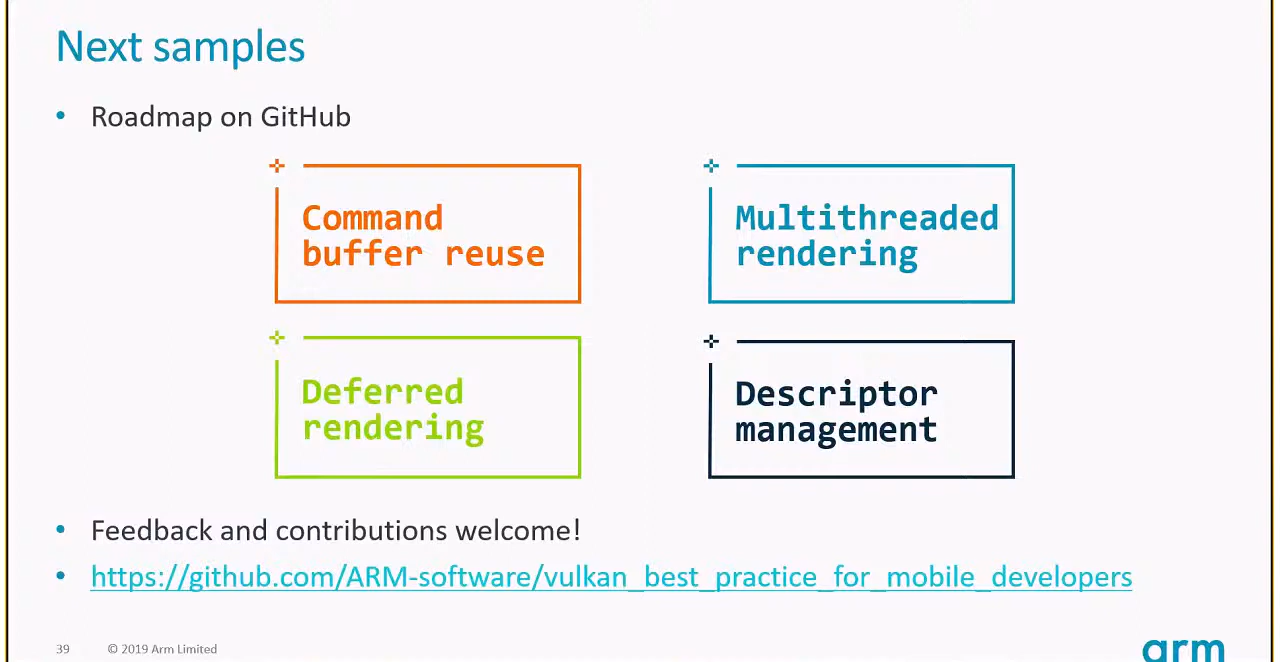 Next samples
• Roadmap on GitHub
Command
buffer reuse
Multithreaded
rendering
Deferred
rendering
Descriptor
management
• Feedback and contributions welcome!
• https://github.com/ARM-software/vulkan_best_practice_for_mobile_developers
39 © 2019 Arm Limited
arm